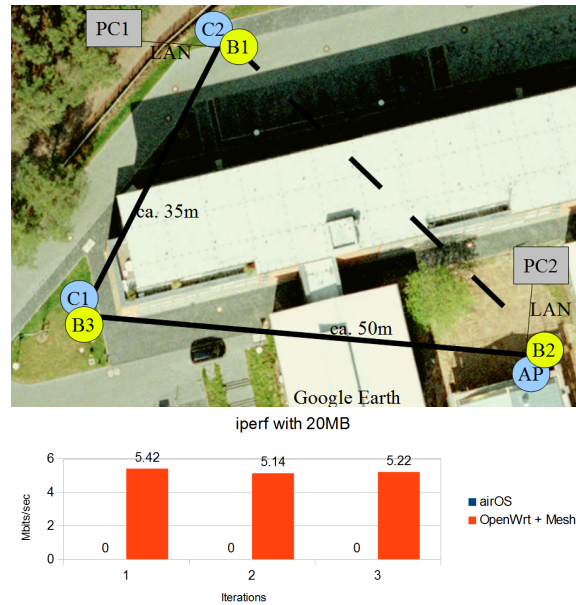 PC1
C2
B1
LAN
ca. 35m
PC2
C1
B3
LAN
ca. 50m
B2
AP
Google Earth
iperf with 20MB
Mbits/sec
6
4
2
0
5.42
5.14
5.22
0
0
0
1
2
3
Iterations
airOS
OpenWrt + Mesh